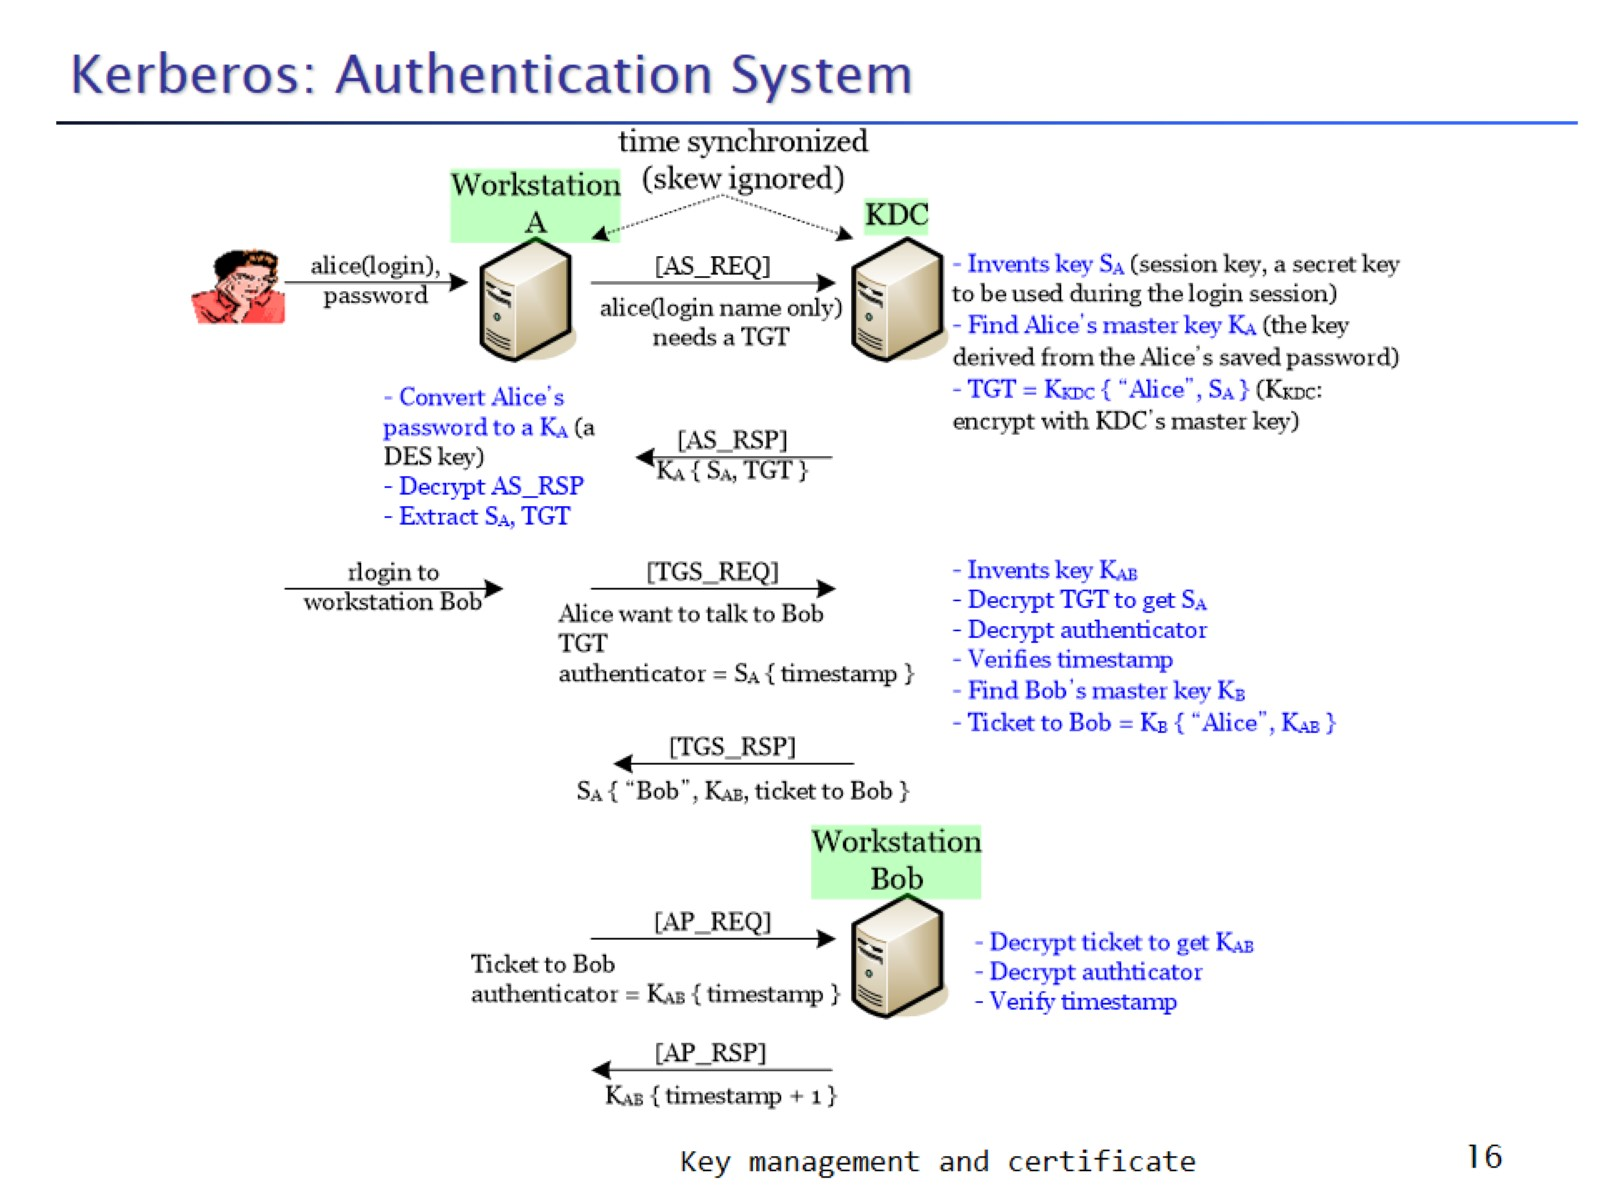 Kerberos: Authentication System
time synchronized
(skew ignored)
Workstation
A
KDC
alice(login),
password
[AS_REQ]
alice(login name only)
needs a TGT
- Invents key SA (session key, a secret key
to be used during the login session)
- Find Alice's master key KA (the key
derived from the Alice's saved password)
- TGT = KKDC { “Alice”, SA } (KKDC:
encrypt with KDC's master key)
- Convert Alice's
password to a KA (a
DES key)
- Decrypt AS_RSP
- Extract SA, TGT
[AS_RSP]
KA { SA, TGT }
rlogin to
workstation Bob
[TGS_REQ]
Alice want to talk to Bob
TGT
authenticator = SA { timestamp }
- Invents key KAB
- Decrypt TGT to get SA
- Decrypt authenticator
- Verifies timestamp
- Find Bob's master key KB
- Ticket to Bob = KB { “Alice”, KAB }
[TGS_RSP]
SA { “Bob”, KAB, ticket to Bob }
Workstation
Bob
[AP_REQ]
Ticket to Bob
authenticator = KAB { timestamp }
- Decrypt ticket to get KAB
- Decrypt authticator
- Verify timestamp
[AP_RSP]
KAB { timestamp + 1 }
Key management and certificate
16